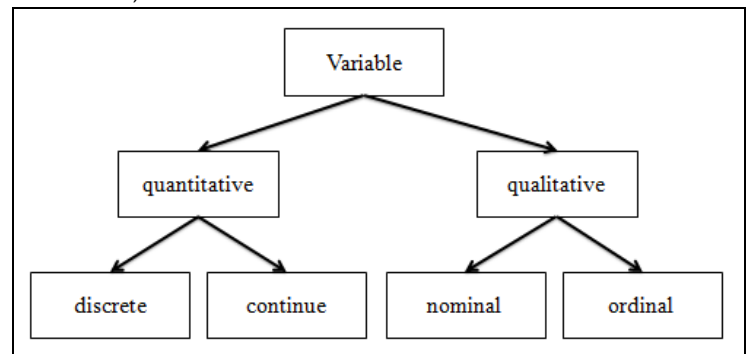 Variable
quantitative
qualitative
discrete
continue
nominal
ordinal